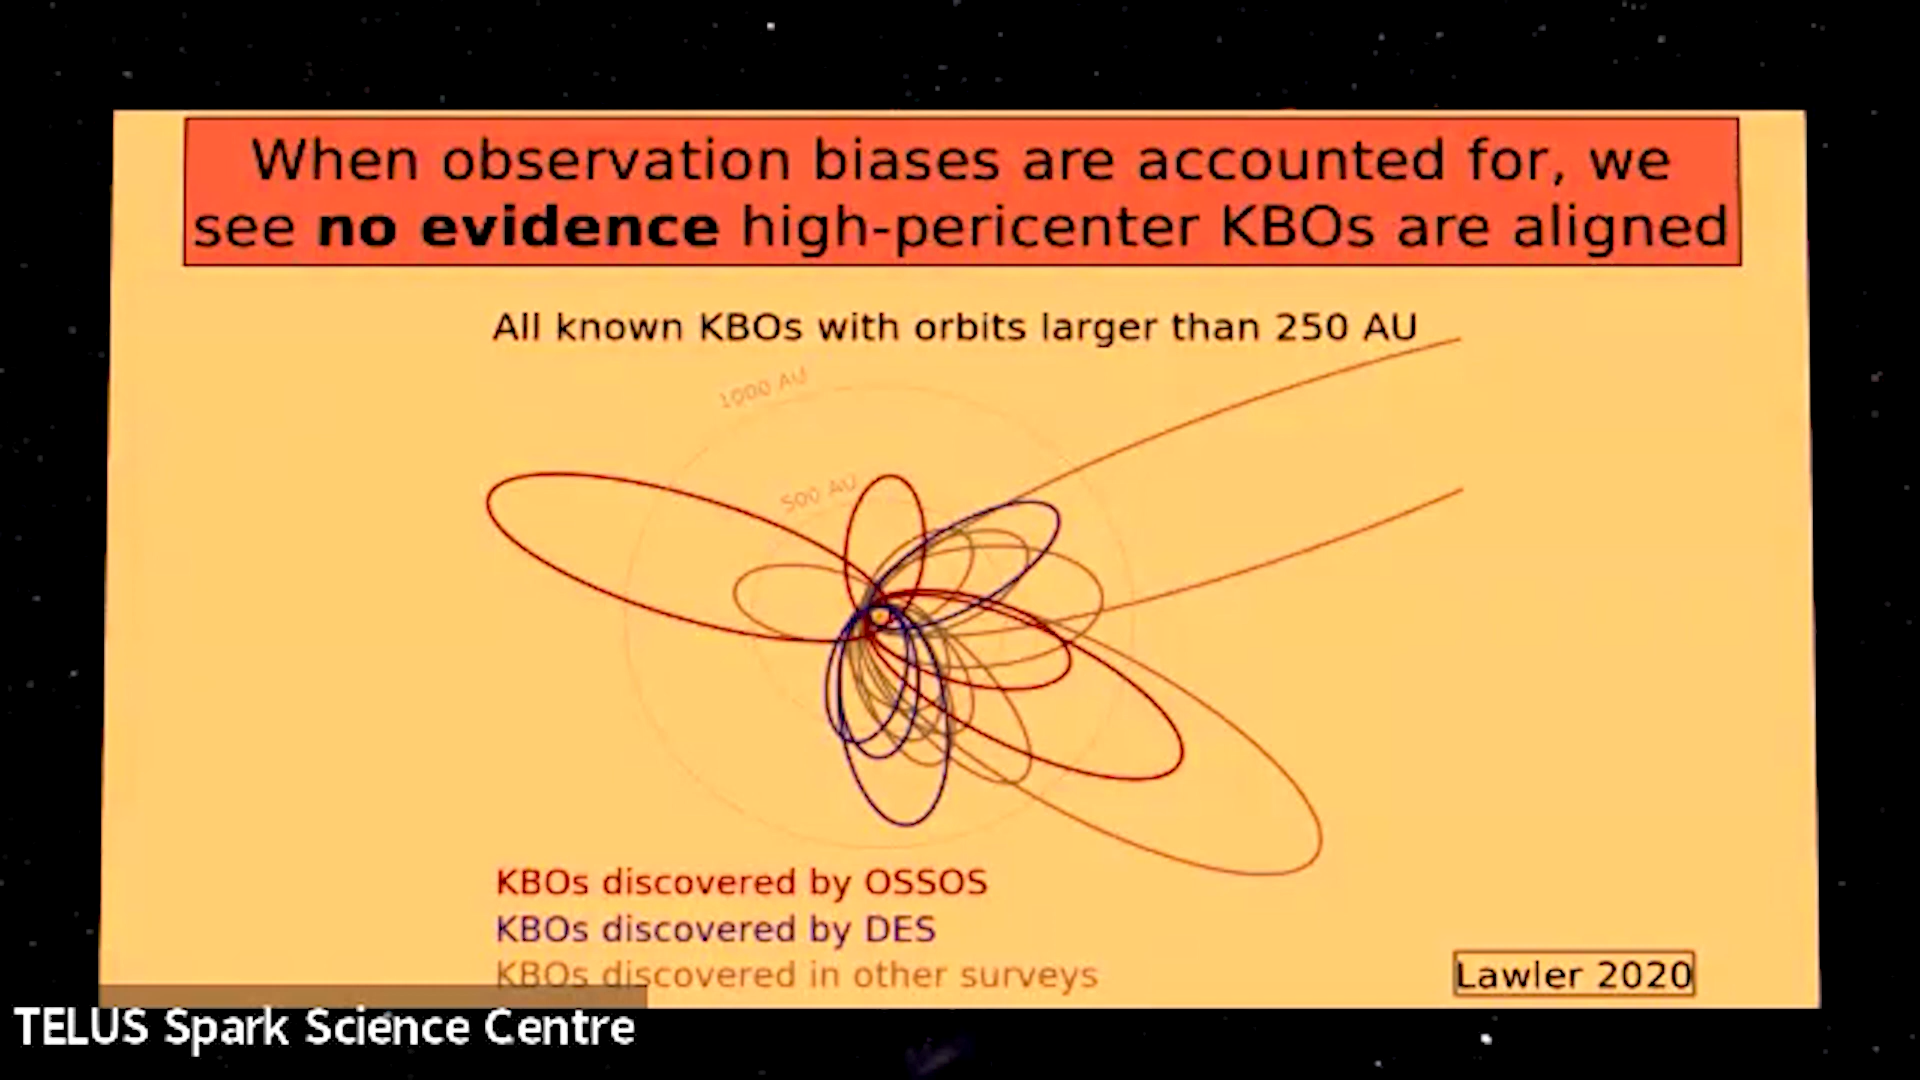 When observation biases are accounted for, we
see no evidence high-pericenter KBOs are aligned
All known KBOs with orbits larger than 250 AU
1000 AU
500 AU
KBOs discovered by OSSOS
KBOs discovered by DES
KBOs discovered in other surveys
Lawler 2020
TELUS Spark Science Centre